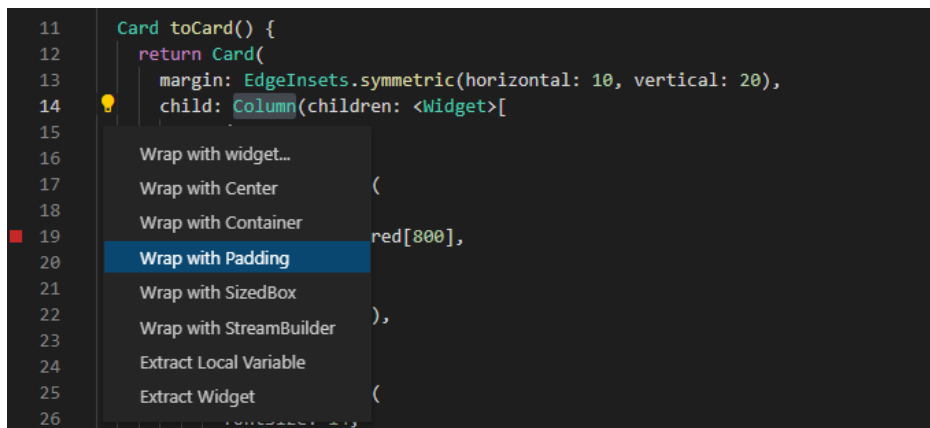 11 Card toCard() {
12 return Card(
13 margin: EdgeInsets.symmetric(horizontal: 10, vertical: 20),
14 child: Column(children: <Widget>[
15
16 Wrap with widget...
17 Wrap with Center (
18 Wrap with Container
19 red[800],
20 Wrap with Padding
21 Wrap with SizedBox
22 Wrap with StreamBuilder ),
23
24 Extract Local Variable
25 Extract Widget (
26